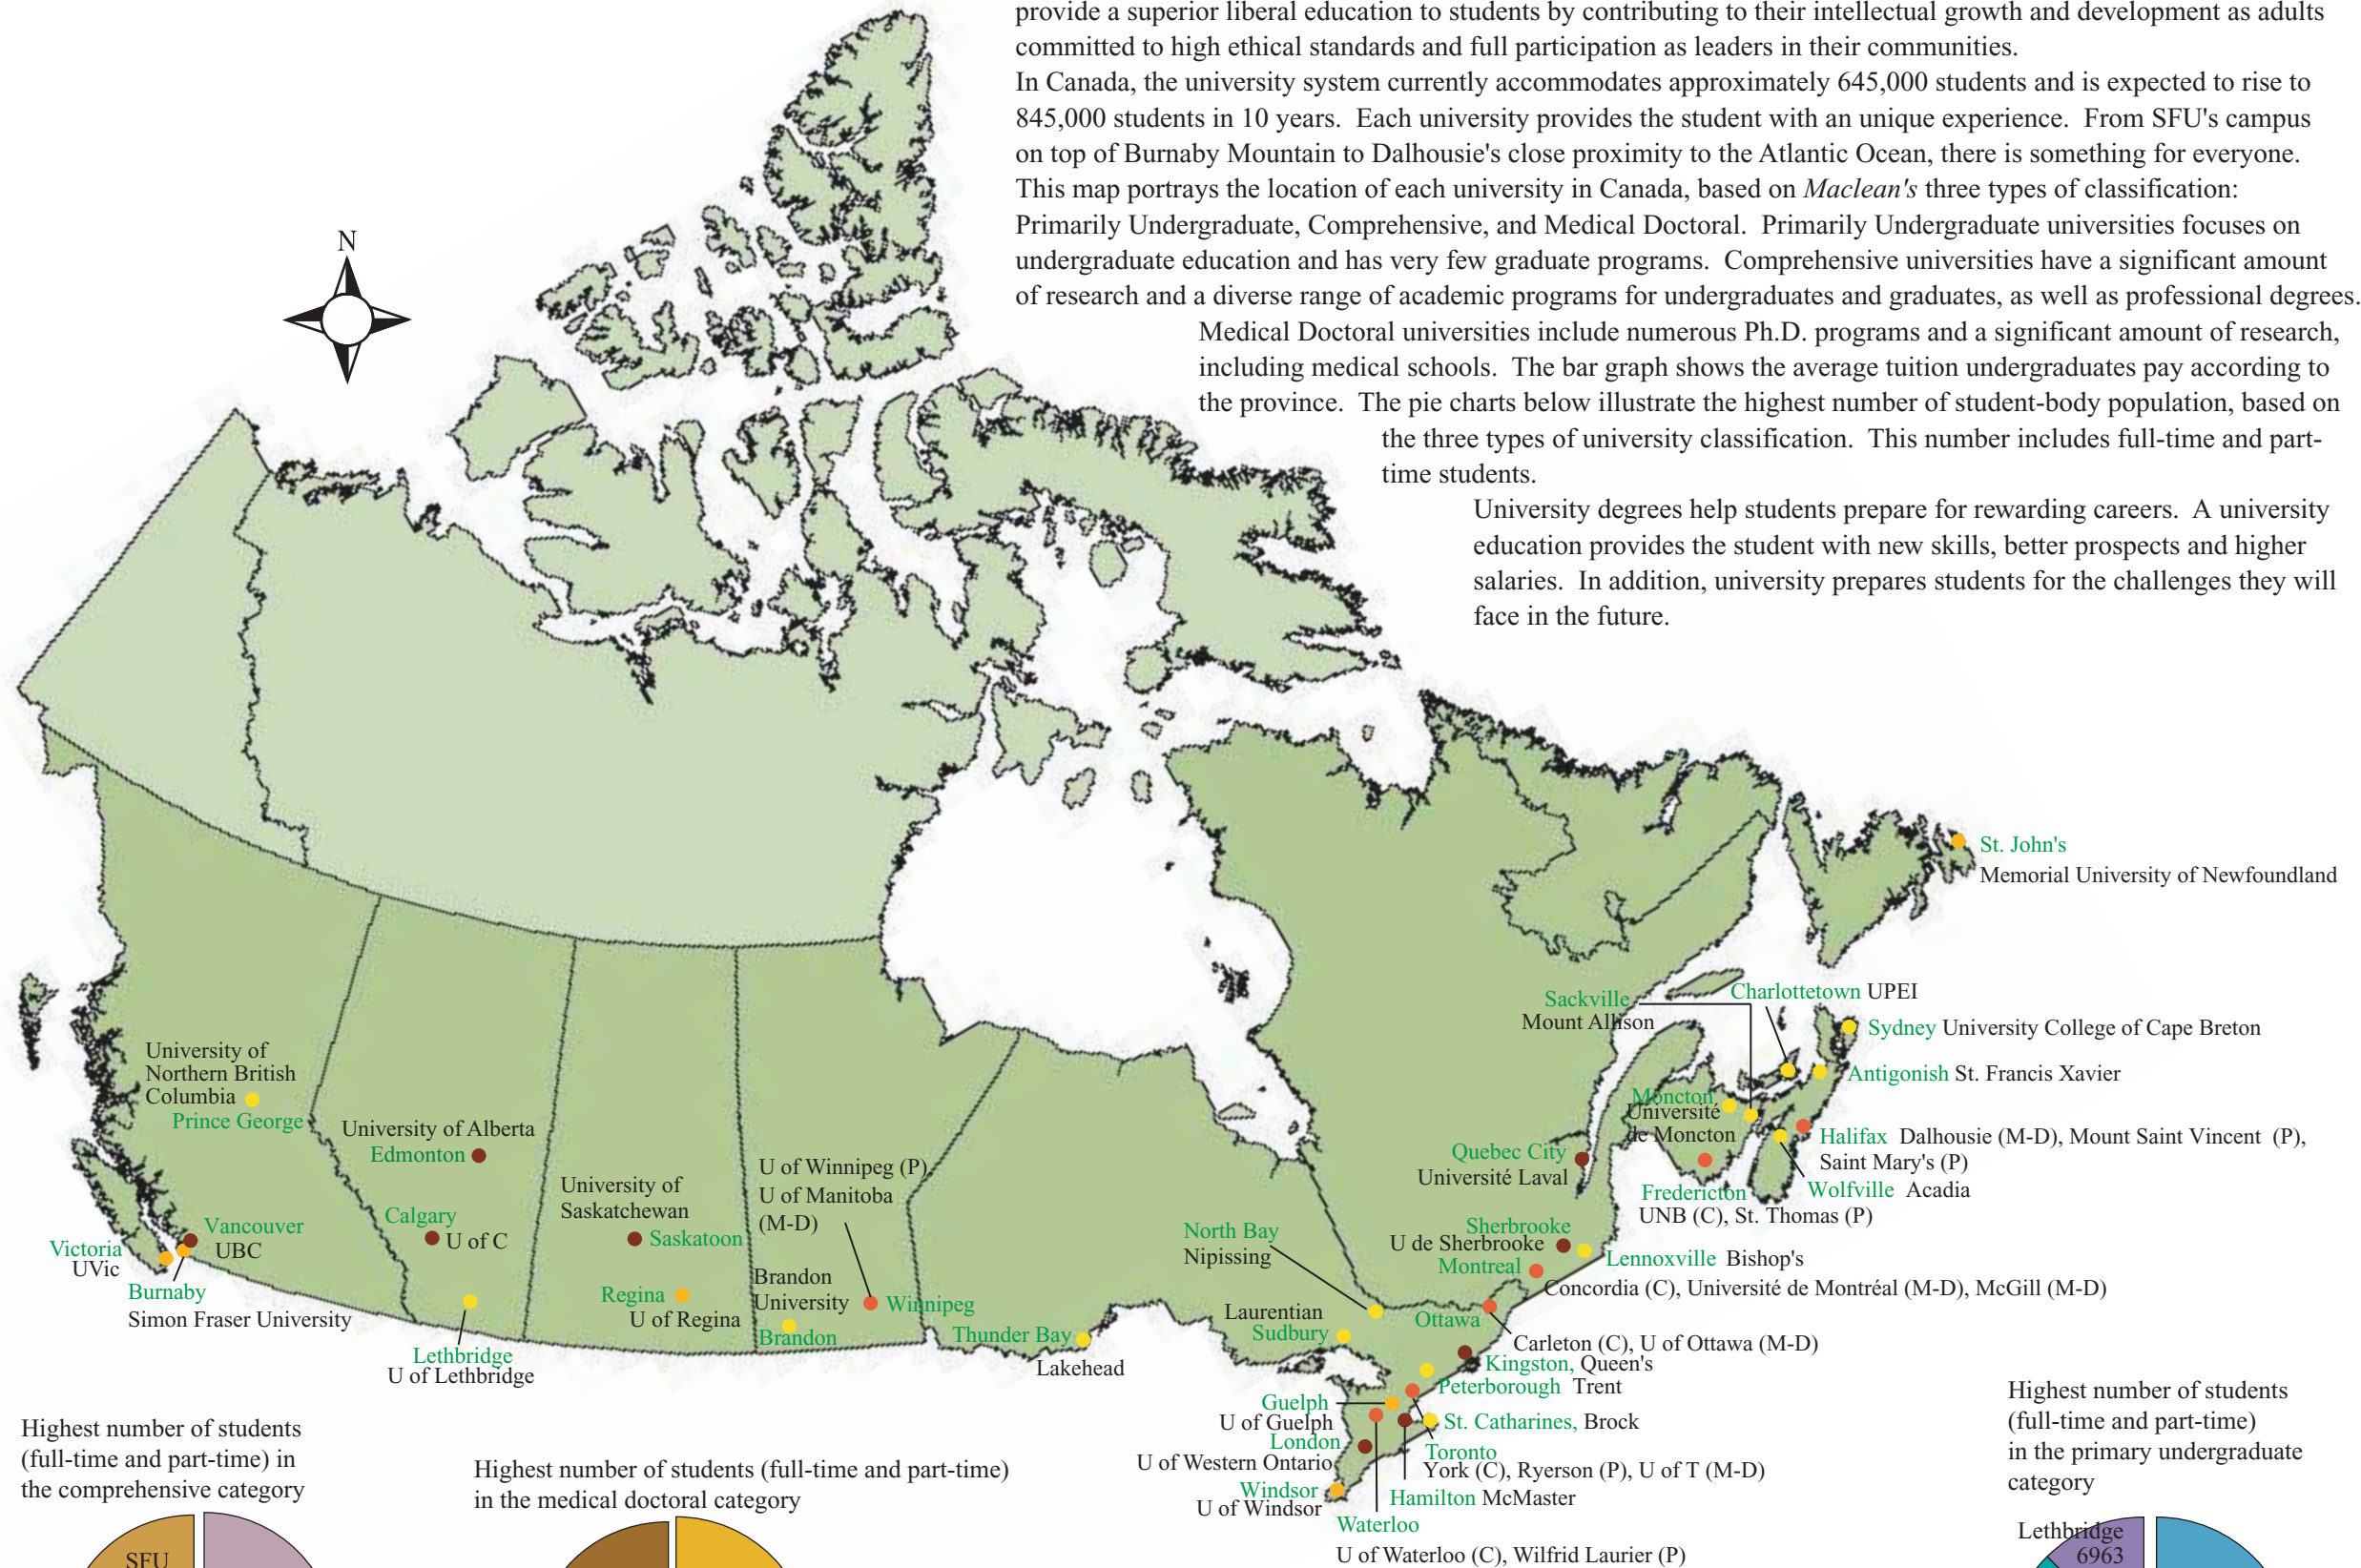 provide a superior liberal education to students by contributing to their intellectual growth and development as adults
committed to high ethical standards and full participation as leaders in their communities.
In Canada, the university system currently accommodates approximately 645,000 students and is expected to rise to
845,000 students in 10 years. Each university provides the student with an unique experience. From SFU's campus
on top of Burnaby Mountain to Dalhousie's close proximity to the Atlantic Ocean, there is something for everyone.
This map portrays the location of each university in Canada, based on Maclean's three types of classification:
Primarily Undergraduate, Comprehensive, and Medical Doctoral. Primarily Undergraduate universities focuses on
undergraduate education and has very few graduate programs. Comprehensive universities have a significant amount
of research and a diverse range of academic programs for undergraduates and graduates, as well as professional degrees.
Medical Doctoral universities include numerous Ph.D. programs and a significant amount of research,
including medical schools. The bar graph shows the average tuition undergraduates pay according to
the province. The pie charts below illustrate the highest number of student-body population, based on
the three types of university classification. This number includes full-time and part-
time students.
University degrees help students prepare for rewarding careers. A university
education provides the student with new skills, better prospects and higher
salaries. In addition, university prepares students for the challenges they will
face in the future.
N
St. John's
Memorial University of Newfoundland
Sackville
Mount Allison
Charlottetown UPEI
Sydney University College of Cape Breton
Antigonish St. Francis Xavier
Moncton
Université
de Moncton
Halifax Dalhousie (M-D), Mount Saint Vincent (P),
Saint Mary's (P)
Wolfville Acadia
Fredericton
UNB (C), St. Thomas (P)
Quebec City
Université Laval
Sherbrooke
U de Sherbrooke
Lennoxville Bishop's
Montreal
Concordia (C), Université de Montréal (M-D), McGill (M-D)
University of
Northern British
Columbia
Prince George
University of Alberta
Edmonton
Calgary
U of C
Vancouver
UBC
Victoria
UVic
Burnaby
Simon Fraser University
Lethbridge
U of Lethbridge
University of
Saskatchewan
Saskatoon
Regina
U of Regina
U of Winnipeg (P)
U of Manitoba
(M-D)
Winnipeg
Brandon
University
Brandon
Thunder Bay
Lakehead
North Bay
Nipissing
Laurentian
Sudbury
Ottawa
Carleton (C), U of Ottawa (M-D)
Kingston, Queen's
Peterborough Trent
Guelph
U of Guelph
St. Catharines, Brock
London
U of Western Ontario
Toronto
York (C), Ryerson (P), U of T (M-D)
Windsor
U of Windsor
Hamilton McMaster
Waterloo
U of Waterloo (C), Wilfrid Laurier (P)
Highest number of students
(full-time and part-time) in
the comprehensive category
SFU
Highest number of students (full-time and part-time)
in the medical doctoral category
Highest number of students
(full-time and part-time)
in the primary undergraduate
category
Lethbridge
6963